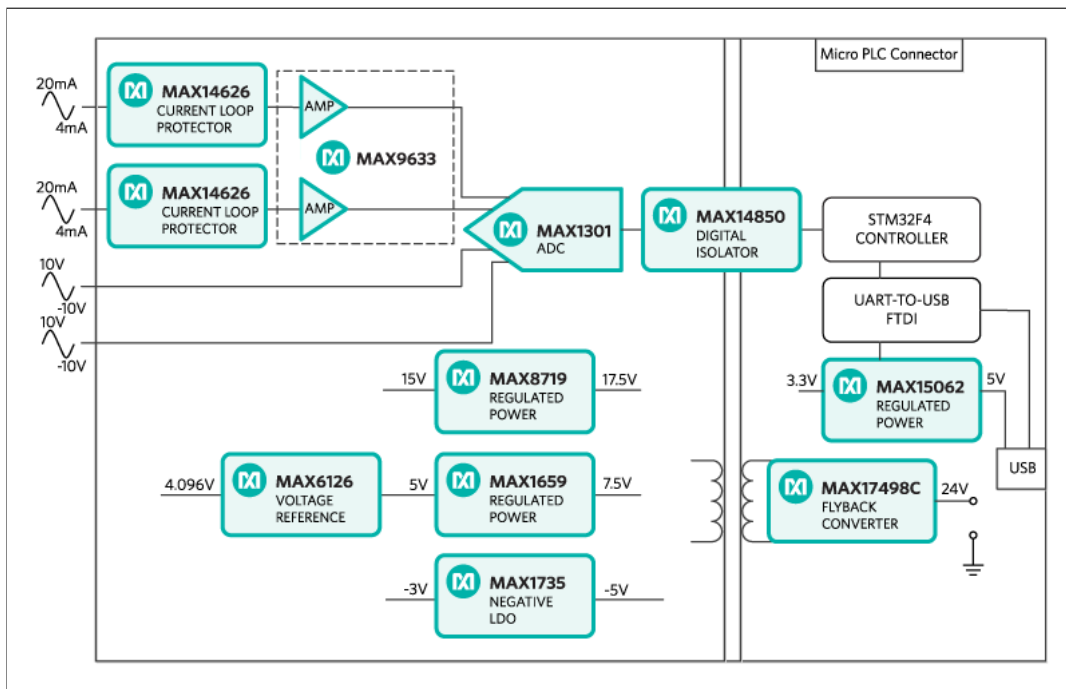 Micro PLC Connector
20mA
4mA
MAX14626
CURRENT LOOP
PROTECTOR
AMP
MAX9633
20mA
4mA
MAX14626
CURRENT LOOP
PROTECTOR
AMP
MAX1301
ADC
MAX14850
DIGITAL
ISOLATOR
STM32F4
CONTROLLER
10V
-10V
UART-TO-USB
FTDI
10V
-10V
15V
MAX8719
REGULATED
POWER
17.5V
3.3V
MAX15062
REGULATED
POWER
5V
USB
4.096V
MAX6126
VOLTAGE
REFERENCE
5V
MAX1659
REGULATED
POWER
7.5V
MAX17498C
FLYBACK
CONVERTER
24V
-3V
MAX1735
NEGATIVE
LDO
-5V